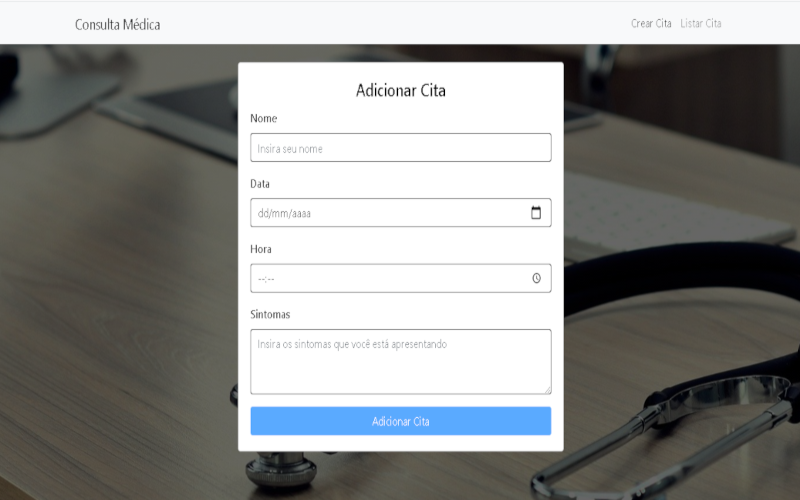 Consulta Médica
Crear Cita
Listar Cita
Adicionar Cita
Nome
Insira seu nome
Data
dd/mm/aaaa
Hora
--:--
Sintomas
Insira os sintomas que você está apresentando
Adicionar Cita